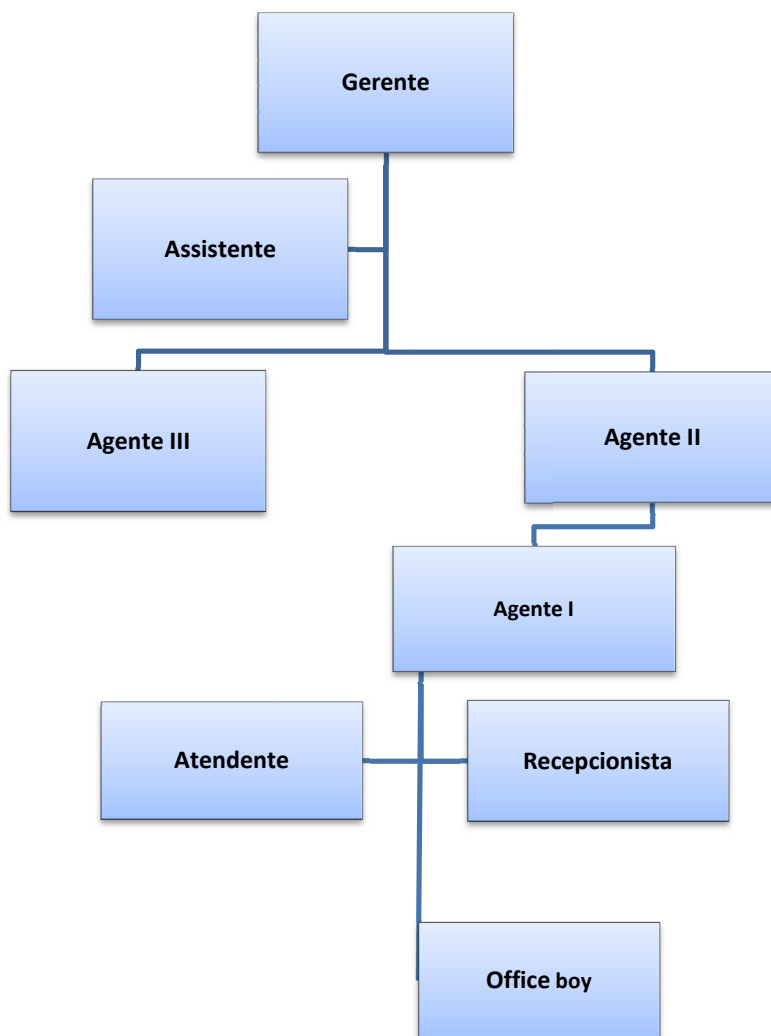 Gerente
Assistente
Agente III
Agente II
Agente I
Atendente
Recepcionista
Office boy